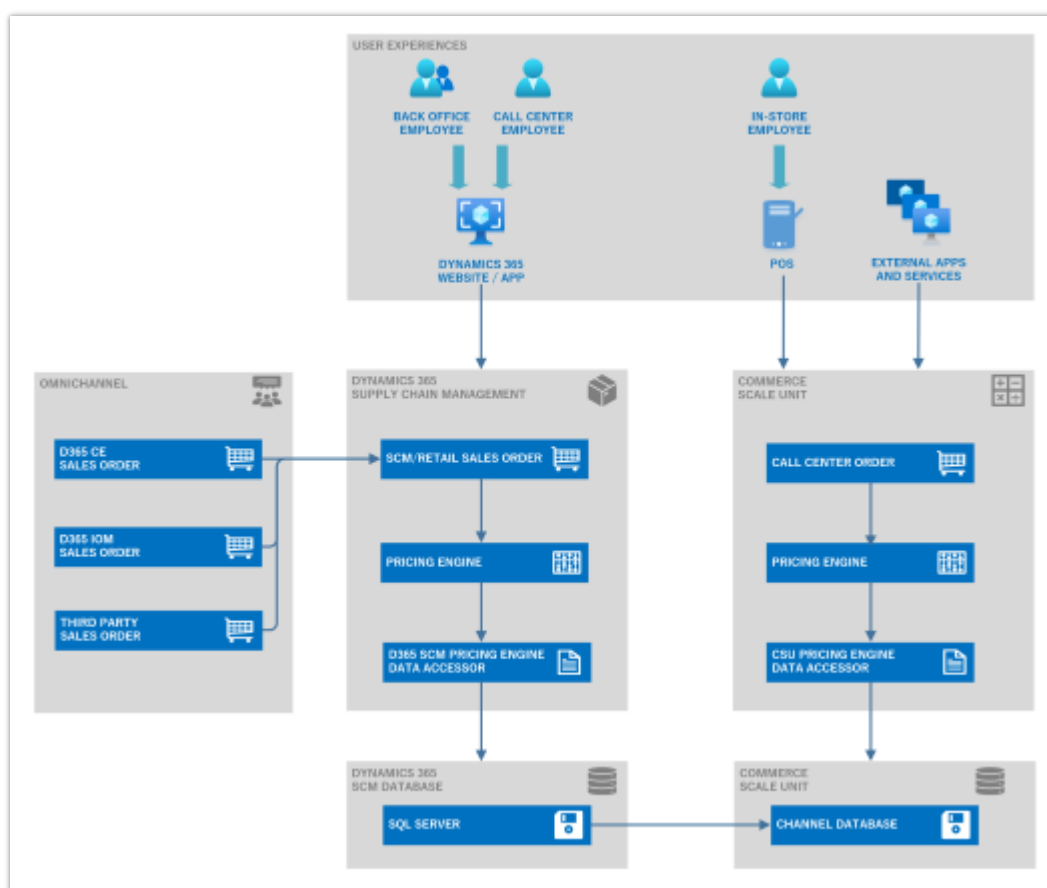 USER EXPERIENCES
BACK OFFICE
EMPLOYEE
CALL CENTER
EMPLOYEE
IN-STORE
EMPLOYEE
DYNAMICS 365
WEBSITE / APP
POS
EXTERNAL APPS
AND SERVICES
OMNICHANNEL
D365 CE
SALES ORDER
D365 IOM
SALES ORDER
THIRD PARTY
SALES ORDER
DYNAMICS 365
SUPPLY CHAIN MANAGEMENT
SCM/RETAIL SALES ORDER
PRICING ENGINE
D365 SCM PRICING ENGINE
DATA ACCESSOR
COMMERCE
SCALE UNIT
CALL CENTER ORDER
PRICING ENGINE
CSU PRICING ENGINE
DATA ACCESSOR
DYNAMICS 365
SCM DATABASE
SQL SERVER
COMMERCE
SCALE UNIT
CHANNEL DATABASE